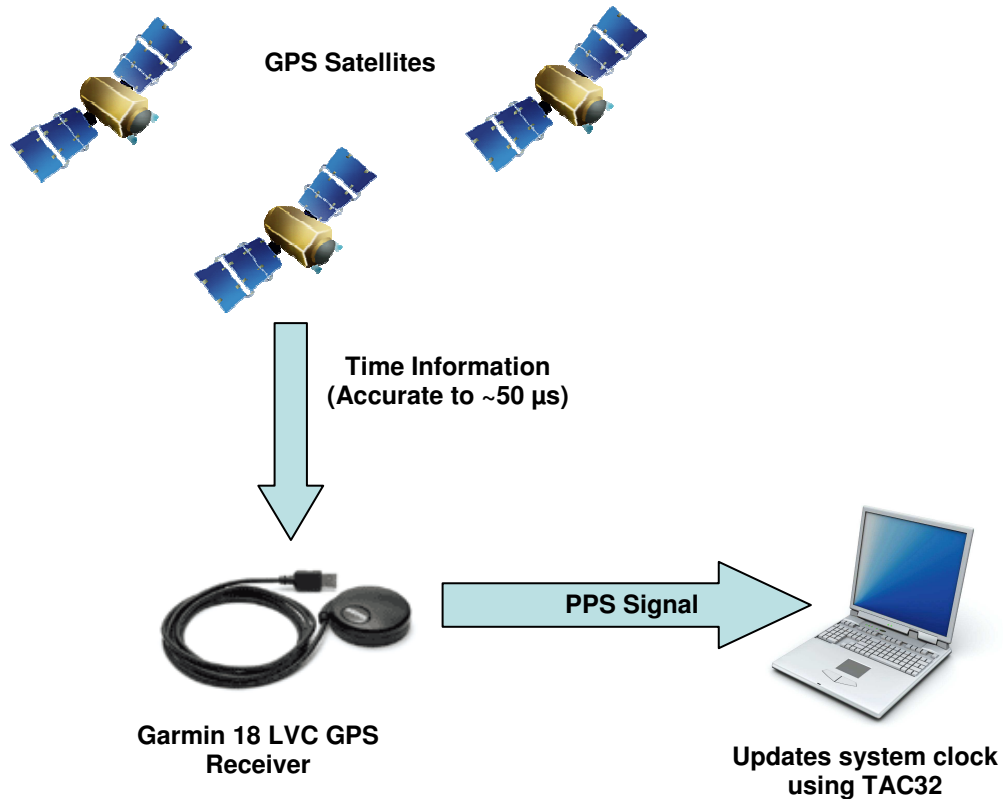 GPS Satellites
Time Information
(Accurate to ~50 µs)
PPS Signal
Garmin 18 LVC GPS
Receiver
Updates system clock
using TAC32